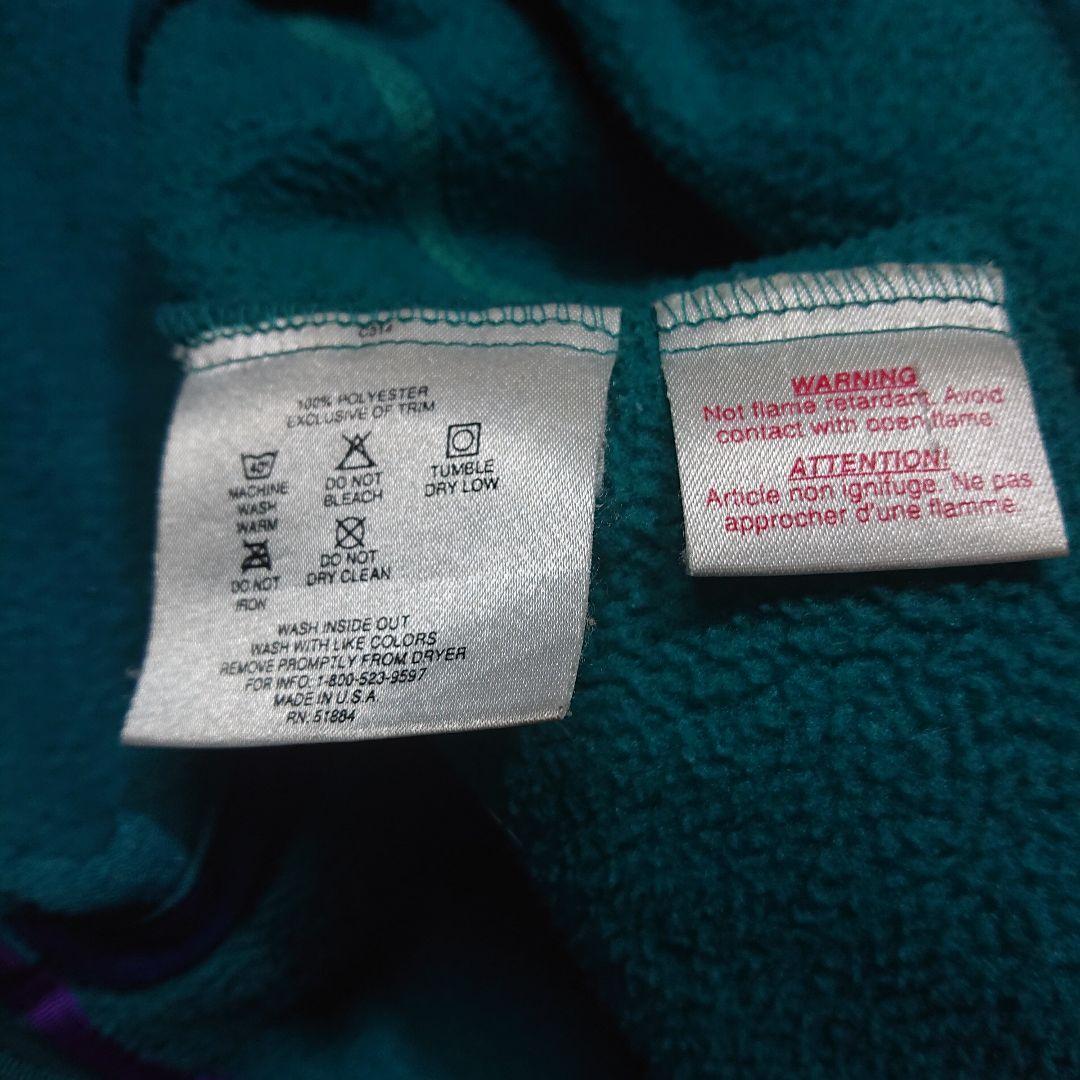 C314
100% POLYESTER
EXCLUSIVE OF TRIM
40°
MACHINE
WASH
WARM
DO NOT
BLEACH
TUMBLE
DRY LOW
DO NOT
IRON
DO NOT
DRY CLEAN
WASH INSIDE OUT
WASH WITH LIKE COLORS
REMOVE PROMPTLY FROM DRYER
FOR INFO: 1-800-523-9597
MADE IN U.S.A.
RN: 51884
WARNING
Not flame retardant. Avoid
contact with open flame.
ATTENTION!
Article non ignifuge. Ne pas
approcher d'une flamme.